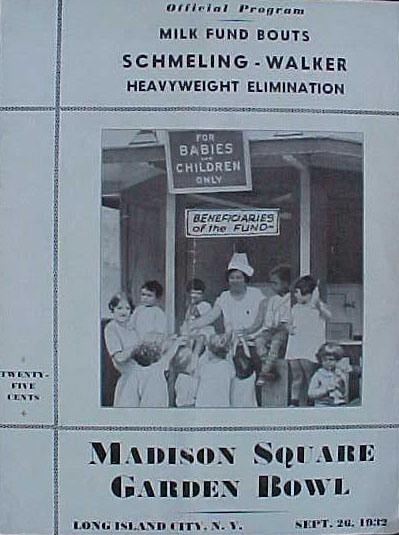 Official Program
MILK FUND BOUTS
SCHMELING - WALKER
HEAVYWEIGHT ELIMINATION
FOR
BABIES
AND
CHILDREN
ONLY
BENEFICIARIES
of the FUND~
TWENTY-
FIVE
CENTS
MADISON SQUARE
GARDEN BOWL
LONG ISLAND CITY, N. Y. SEPT. 26, 1932